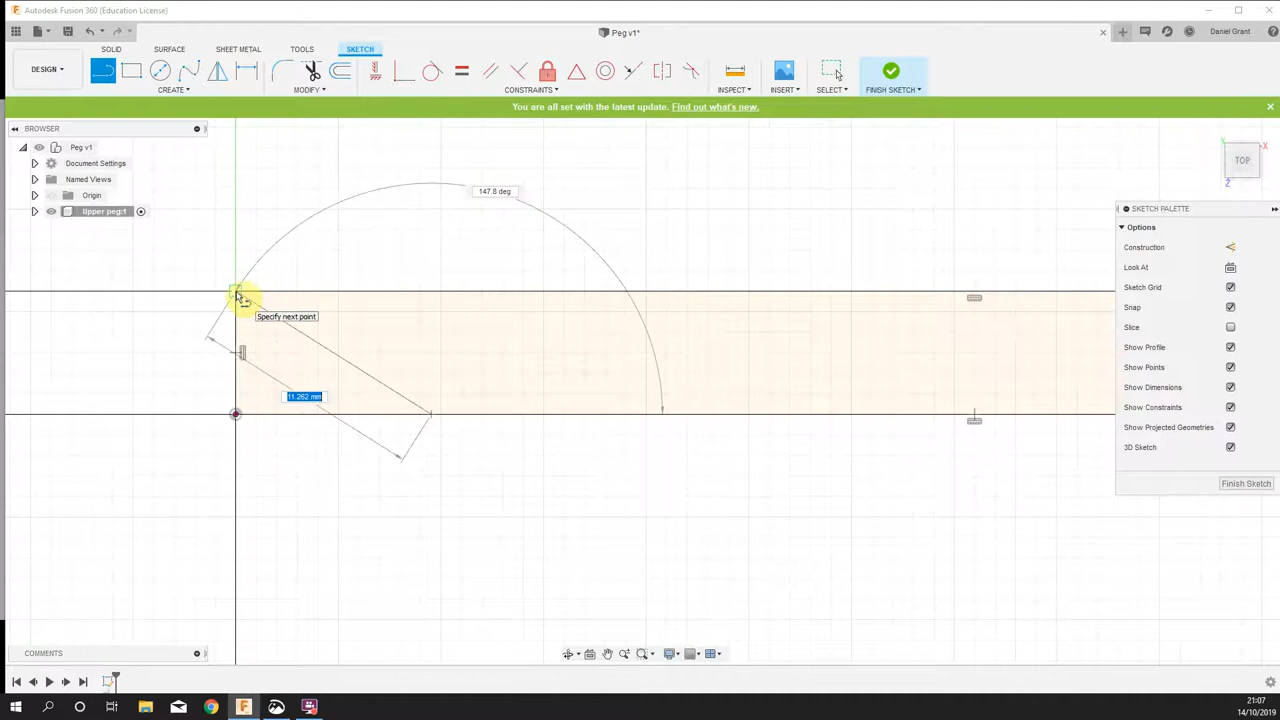 Autodesk Fusion 360 (Education License)
Peg v1*
Daniel Grant
DESIGN
SOLID SURFACE SHEET METAL TOOLS SKETCH
CREATE MODIFY CONSTRAINTS INSPECT INSERT SELECT FINISH SKETCH
You are all set with the latest update. Find out what's new.
BROWSER
Peg v1
Document Settings
Named Views
Origin
Upper peg:1
147.8 deg
Specify next point
11.262 mm
TOP
X
Y
Z
SKETCH PALETTE
Options
Construction
Look At
Sketch Grid
Snap
Slice
Show Profile
Show Points
Show Dimensions
Show Constraints
Show Projected Geometries
3D Sketch
Finish Sketch
COMMENTS
21:07
14/10/2019